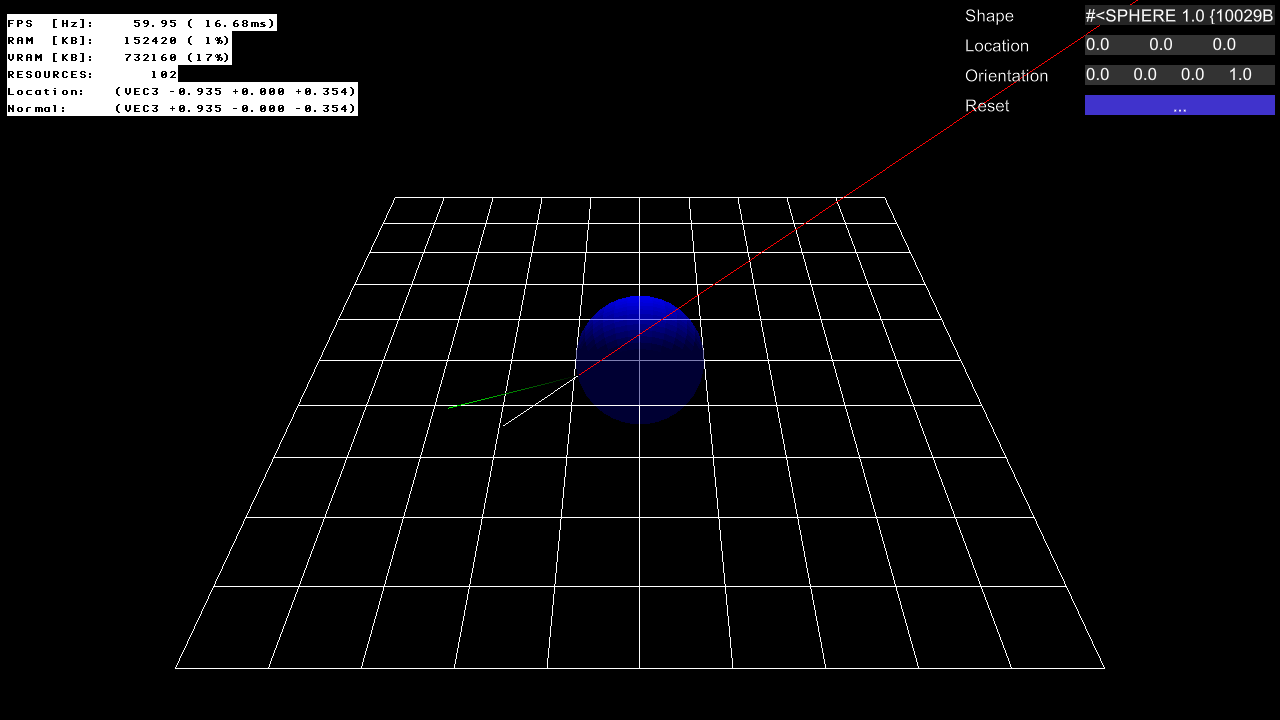 FPS [Hz]: 59.95 ( 16.68ms)
RAM [KB]: 152420 ( 1%)
VRAM [KB]: 732160 (17%)
RESOURCES: 102
Location: (VEC3 -0.935 +0.000 +0.354)
Normal: (VEC3 +0.935 -0.000 -0.354)
Shape #<SPHERE 1.0 {10029B
Location 0.0 0.0 0.0
Orientation 0.0 0.0 0.0 1.0
Reset ...